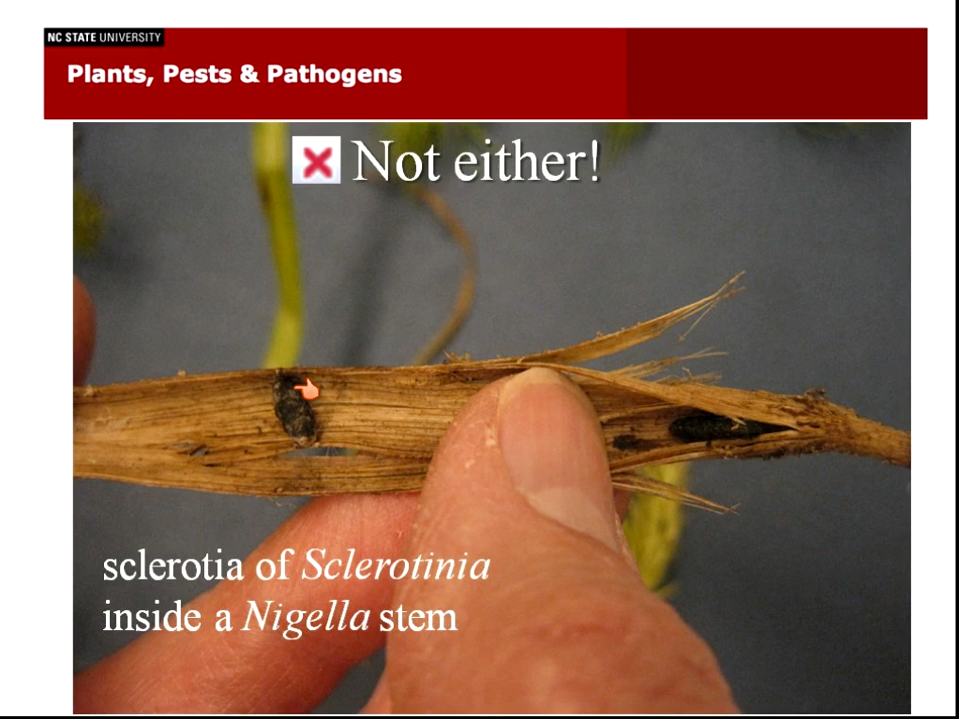 NC STATE UNIVERSITY
Plants, Pests & Pathogens
Not either!
sclerotia of Sclerotinia
inside a Nigella stem